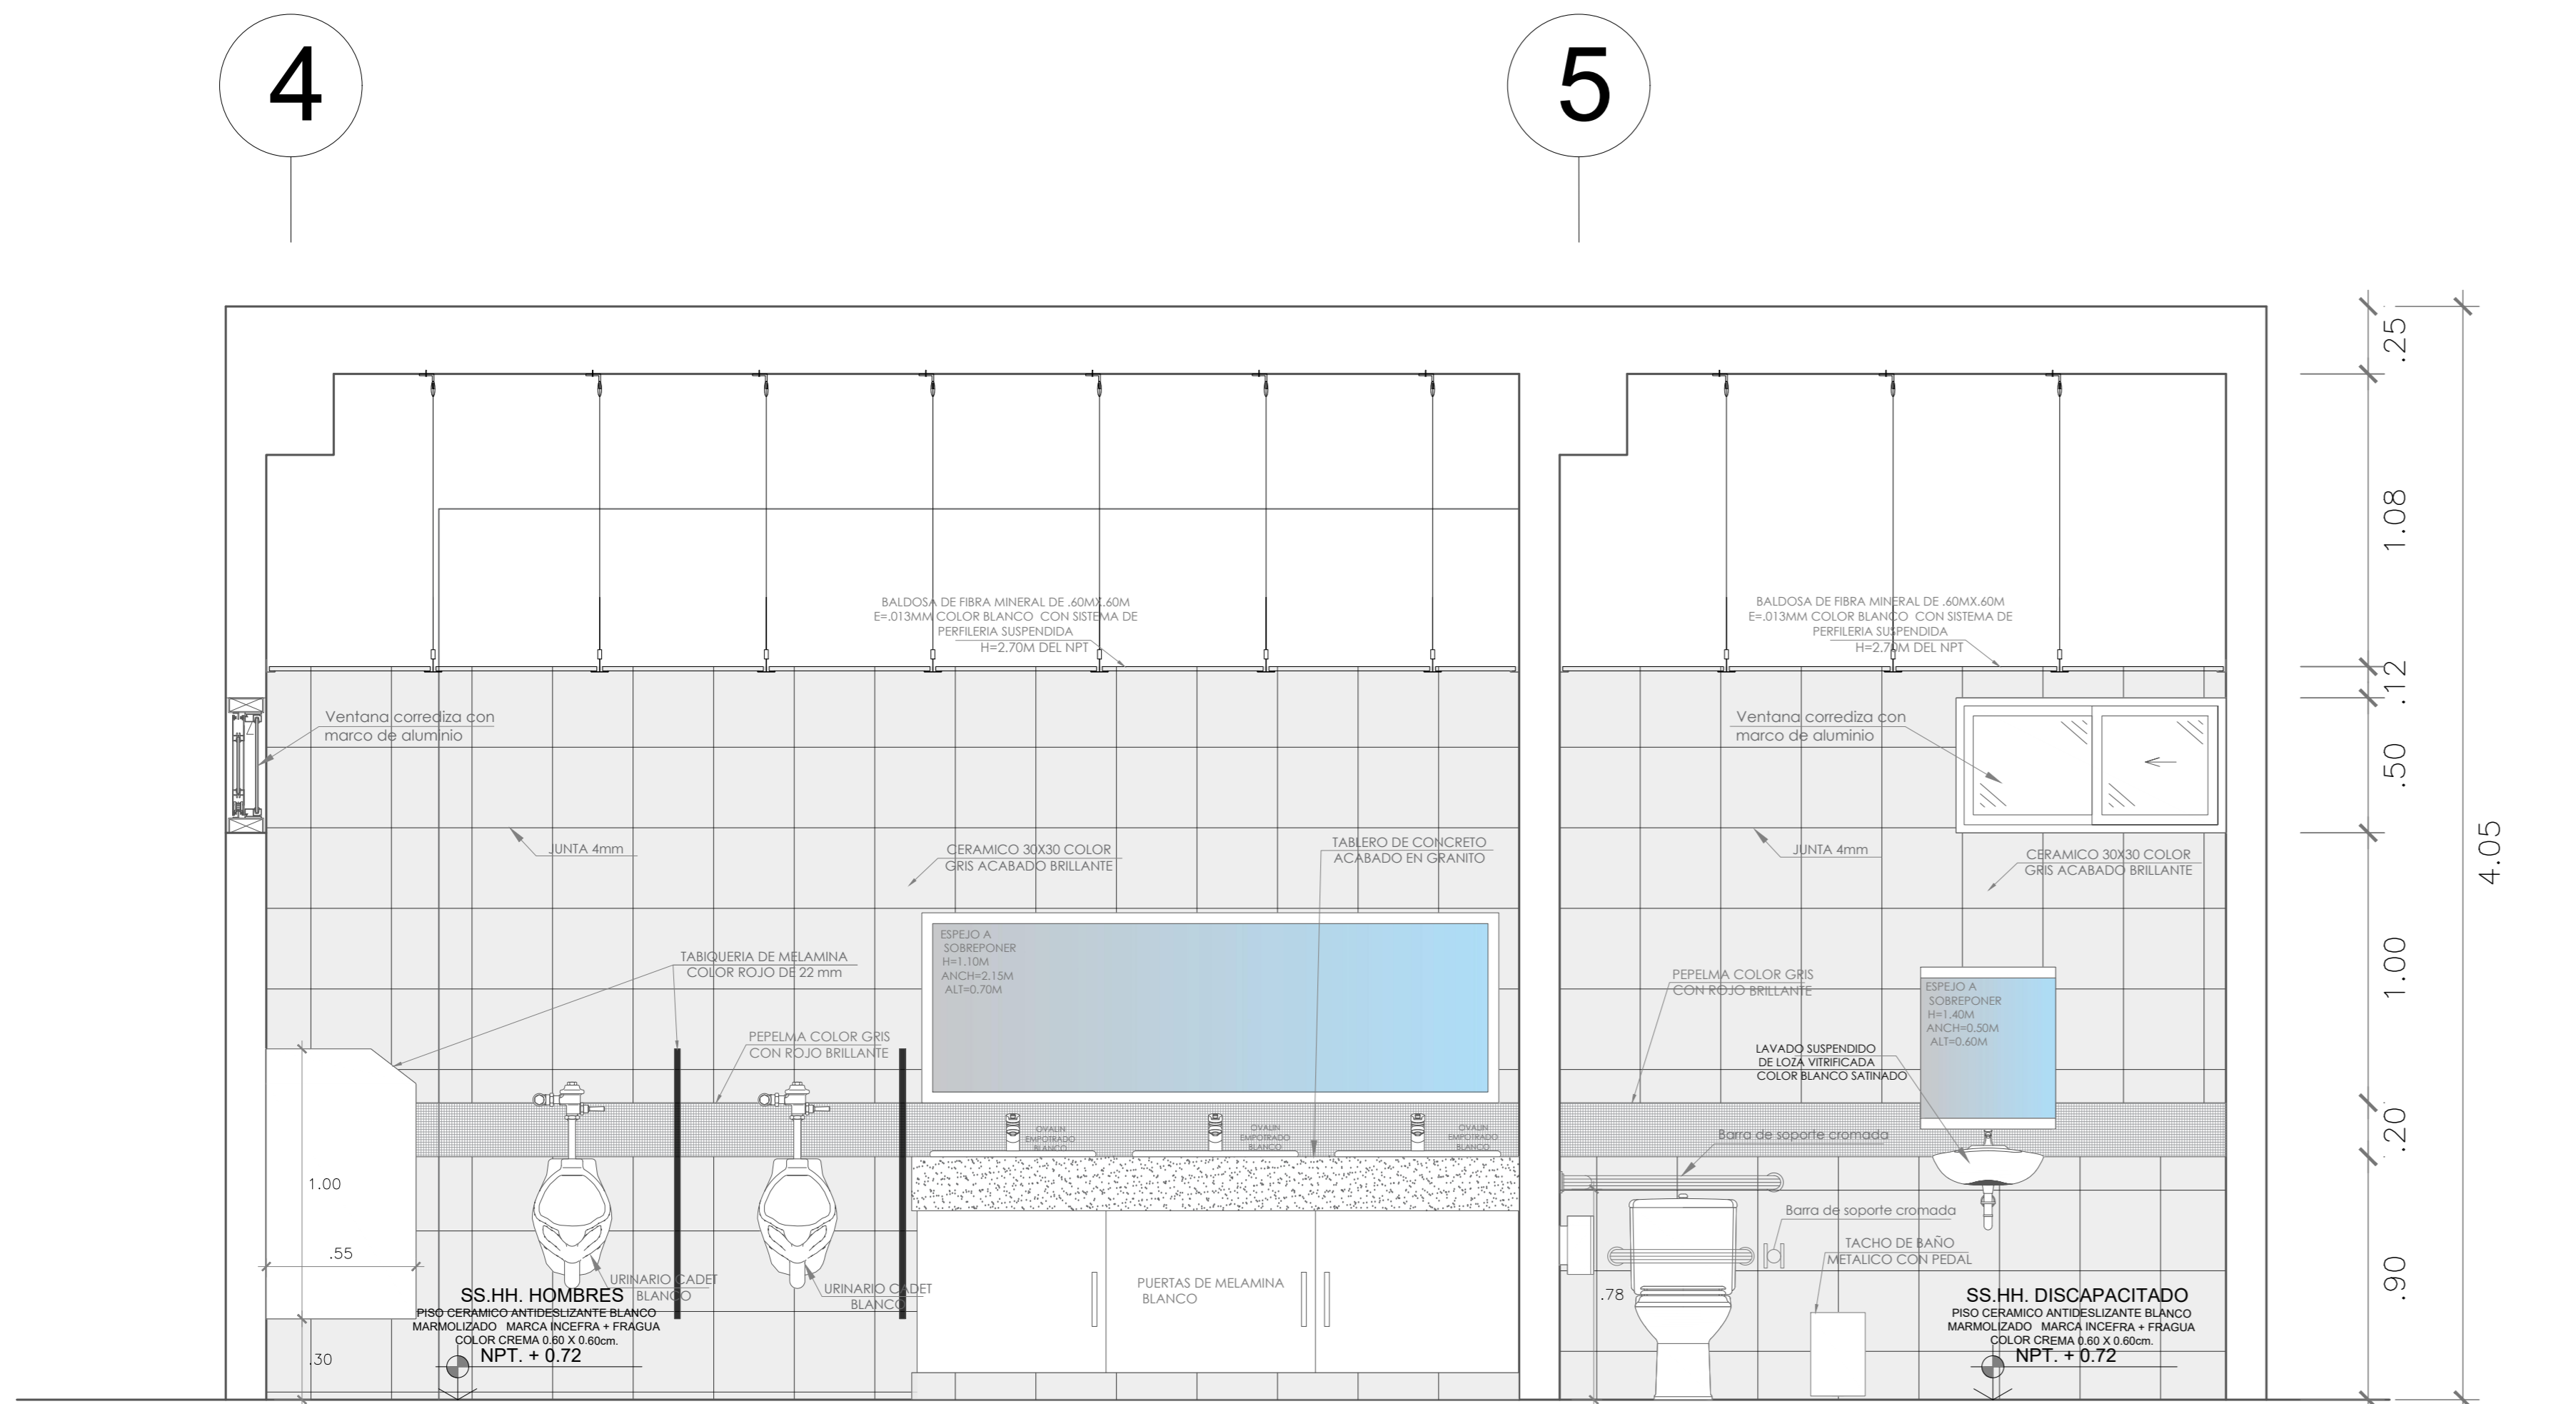 4
5
.25
1.08
.12
.50
1.00
.20
.90
4.05
BALDOSA DE FIBRA MINERAL DE .60MX.60M
E=.013MM COLOR BLANCO CON SISTEMA DE
PERFILERIA SUSPENDIDA
H=2.70M DEL NPT
BALDOSA DE FIBRA MINERAL DE .60MX.60M
E=.013MM COLOR BLANCO CON SISTEMA DE
PERFILERIA SUSPENDIDA
H=2.70M DEL NPT
Ventana corrediza con
marco de aluminio
Ventana corrediza con
marco de aluminio
JUNTA 4mm
CERAMICO 30X30 COLOR
GRIS ACABADO BRILLANTE
TABLERO DE CONCRETO
ACABADO EN GRANITO
JUNTA 4mm
CERAMICO 30X30 COLOR
GRIS ACABADO BRILLANTE
TABIQUERIA DE MELAMINA
COLOR ROJO DE 22 mm
ESPEJO A
SOBREPONER
H=1.10M
ANCH=2.15M
ALT=0.70M
PEPELMA COLOR GRIS
CON ROJO BRILLANTE
PEPELMA COLOR GRIS
CON ROJO BRILLANTE
ESPEJO A
SOBREPONER
H=1.40M
ANCH=0.50M
ALT=0.60M
LAVADO SUSPENDIDO
DE LOZA VITRIFICADA
COLOR BLANCO SATINADO
OVALIN
EMPOTRADO
BLANCO
OVALIN
EMPOTRADO
BLANCO
OVALIN
EMPOTRADO
BLANCO
Barra de soporte cromada
Barra de soporte cromada
1.00
.55
.30
TACHO DE BAÑO
METALICO CON PEDAL
URINARIO CADET
BLANCO
URINARIO CADET
BLANCO
PUERTAS DE MELAMINA
BLANCO
.78
SS.HH. HOMBRES
PISO CERAMICO ANTIDESLIZANTE BLANCO
MARMOLIZADO MARCA INCEFRA + FRAGUA
COLOR CREMA 0.60 X 0.60cm.
NPT. + 0.72
SS.HH. DISCAPACITADO
PISO CERAMICO ANTIDESLIZANTE BLANCO
MARMOLIZADO MARCA INCEFRA + FRAGUA
COLOR CREMA 0.60 X 0.60cm.
NPT. + 0.72